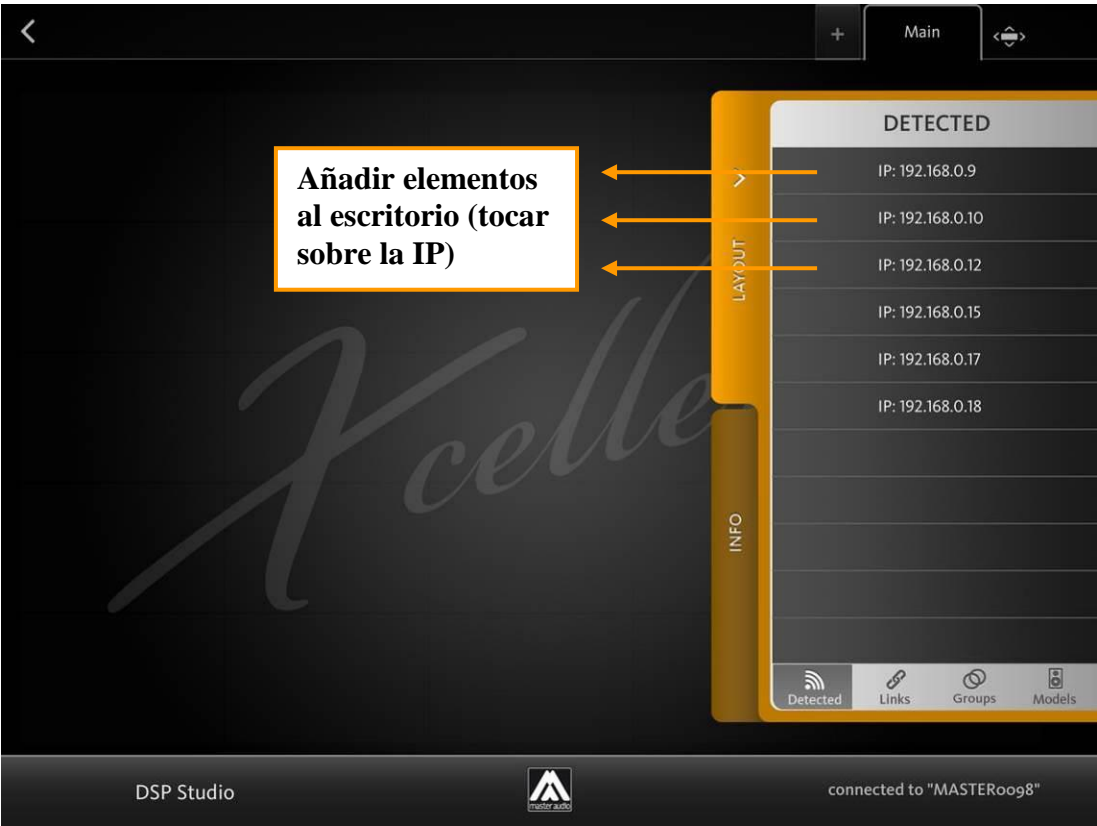 Main
Añadir elementos
al escritorio (tocar
sobre la IP)
LAYOUT
INFO
DETECTED
IP: 192.168.0.9
IP: 192.168.0.10
IP: 192.168.0.12
IP: 192.168.0.15
IP: 192.168.0.17
IP: 192.168.0.18
Xcelle
Detected
Links
Groups
Models
DSP Studio
master audio
connected to "MASTER0098"